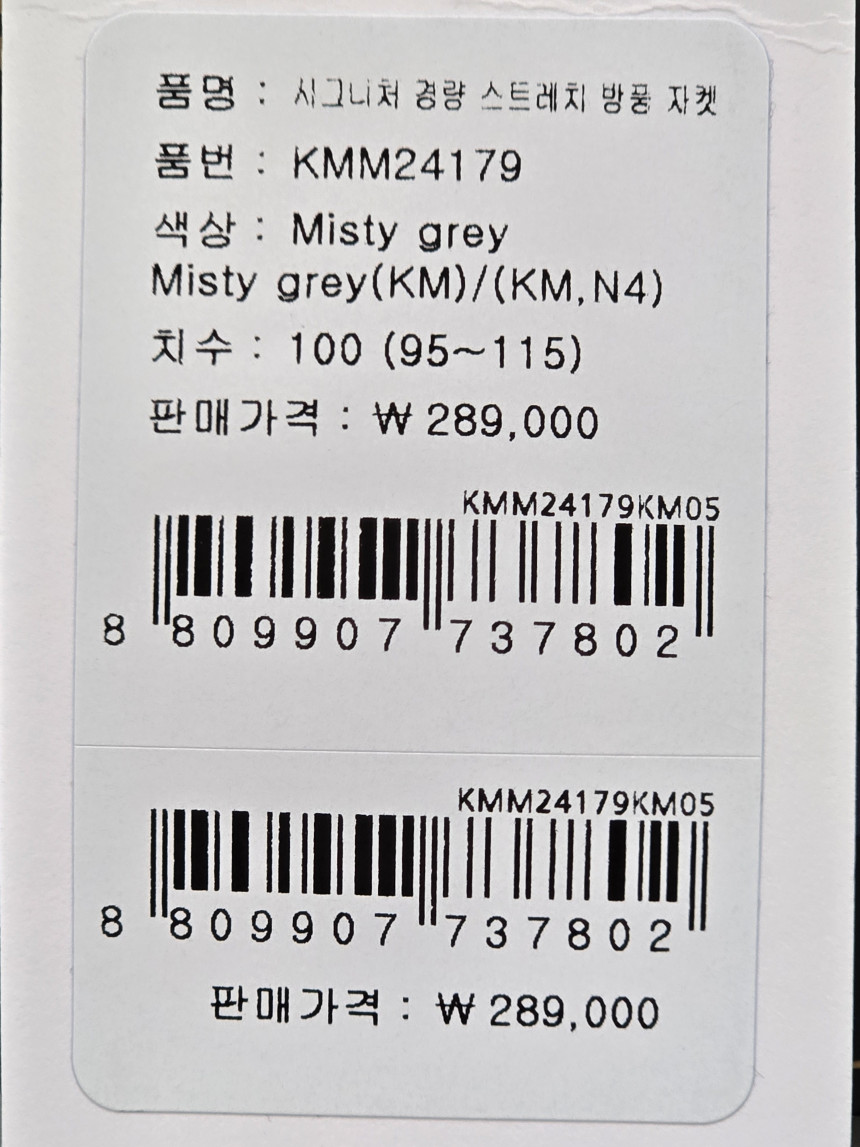 품명 : 시그니처 경량 스트레치 방풍 자켓
품번 : KMM24179
색상 : Misty grey
Misty grey(KM)/(KM,N4)
치수 : 100 (95~115)
판매가격 : ₩ 289,000
KMM24179KM05
8 809907 737802
KMM24179KM05
8 809907 737802
판매가격 : ₩ 289,000